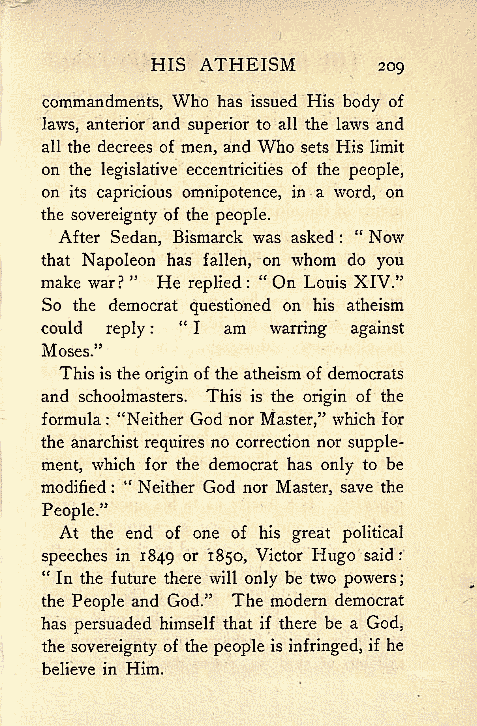 HIS ATHEISM 209
commandments, Who has issued His body of
laws, anterior and superior to all the laws and
all the decrees of men, and Who sets His limit
on the legislative eccentricities of the people,
on its capricious omnipotence, in a word, on
the sovereignty of the people.
After Sedan, Bismarck was asked: “ Now
that Napoleon has fallen, on whom do you
make war? ” He replied: “ On Louis XIV.”
So the democrat questioned on his atheism
could reply: “ I am warring against
Moses.”
This is the origin of the atheism of democrats
and schoolmasters. This is the origin of the
formula: “Neither God nor Master,” which for
the anarchist requires no correction nor supple-
ment, which for the democrat has only to be
modified: “ Neither God nor Master, save the
People.”
At the end of one of his great political
speeches in 1849 or 1850, Victor Hugo said:
“ In the future there will only be two powers;
the People and God.” The modern democrat
has persuaded himself that if there be a God,
the sovereignty of the people is infringed, if he
believe in Him.